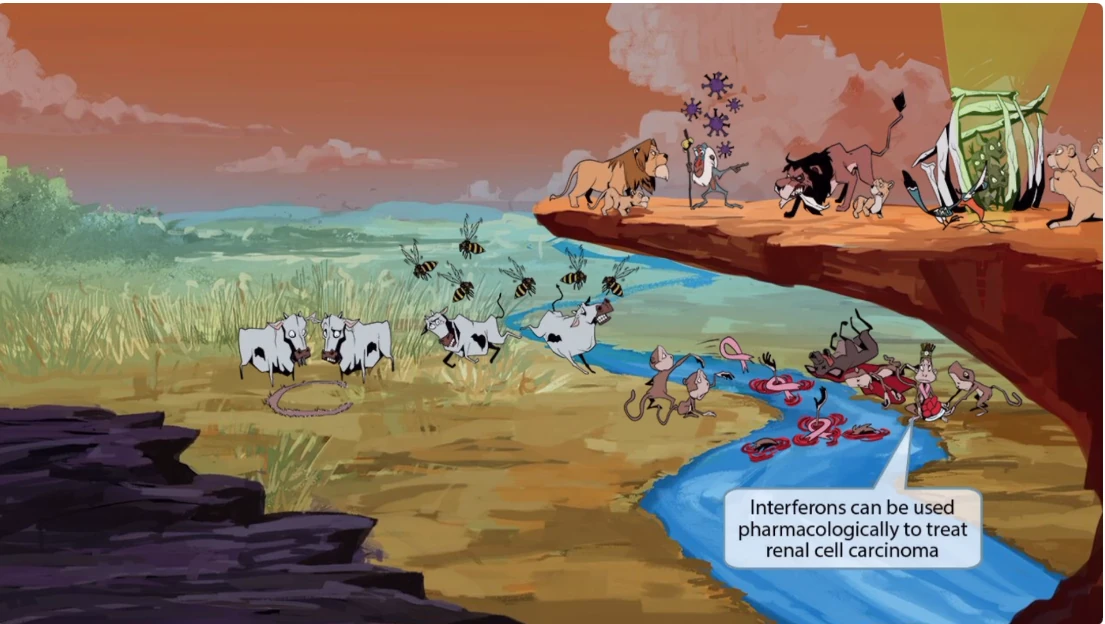 Interferons can be used
pharmacologically to treat
renal cell carcinoma